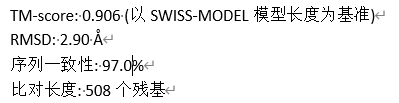 TM-score: 0.906 (以 SWISS-MODEL 模型长度为基准)
RMSD: 2.90 Å
序列一致性: 97.0%
比对长度: 508 个残基